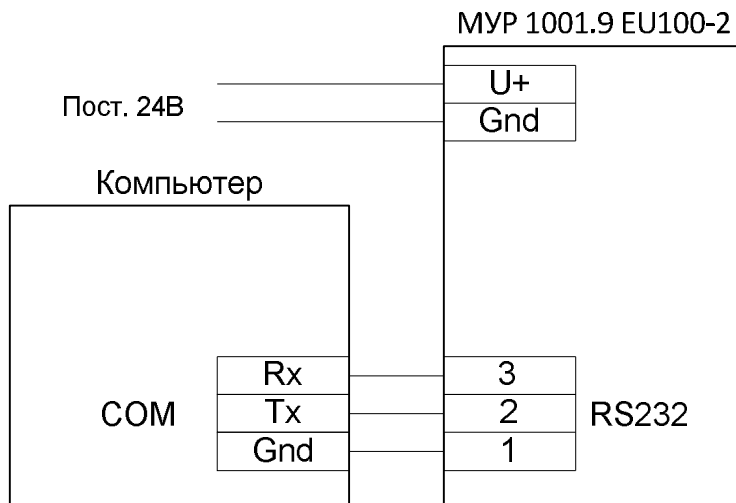 МУР 1001.9 EU100-2
U+
Пост. 24В
Gnd
Компьютер
Rx
3
COM
Tx
2
RS232
Gnd
1